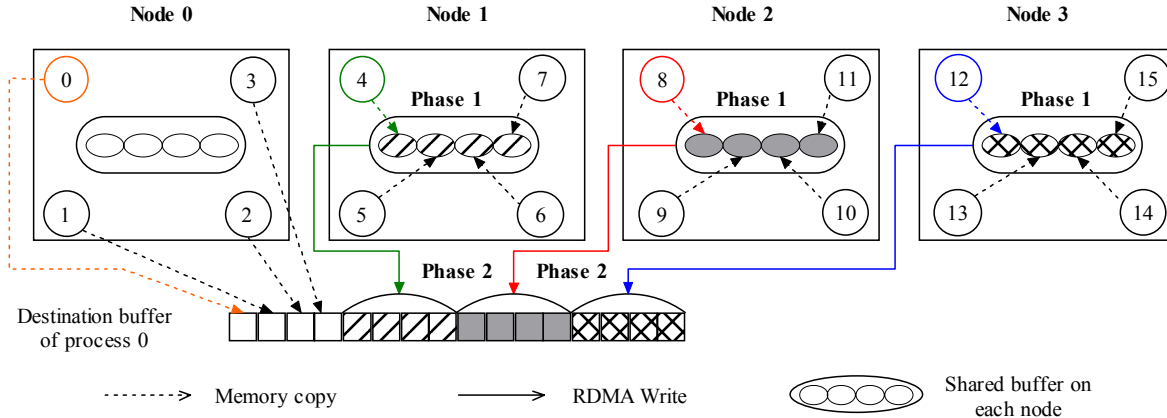 Node 0
Node 1
Node 2
Node 3
0
3
4
7
8
11
12
15
Phase 1
Phase 1
Phase 1
1
2
5
6
9
10
13
14
Phase 2
Phase 2
Destination buffer
of process 0
Memory copy
RDMA Write
Shared buffer on
each node